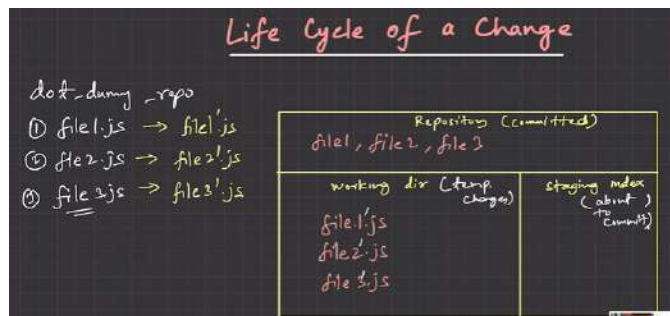 Life Cycle of a Change
dot_dummy_repo
① file1.js → file1'.js
② file2.js → file2'.js
③ file3.js → file3'.js
Repository (committed)
file1, file2, file3
working dir (temp. changes)
file1'.js
file2'.js
file3'.js
staging index
(about to commit)